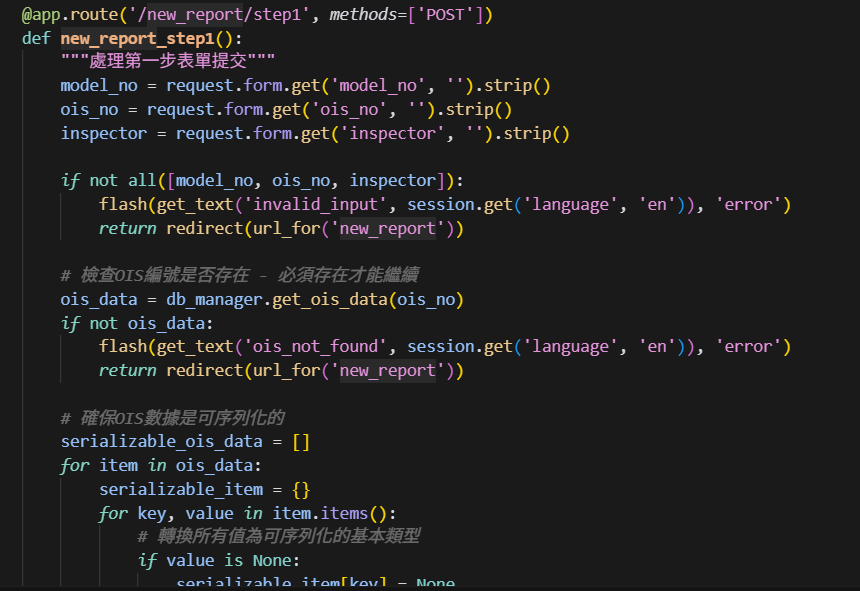 @app.route('/new_report/step1', methods=['POST'])
def new_report_step1():
"""處理第一步表單提交"""
model_no = request.form.get('model_no', '').strip()
ois_no = request.form.get('ois_no', '').strip()
inspector = request.form.get('inspector', '').strip()
if not all([model_no, ois_no, inspector]):
flash(get_text('invalid_input', session.get('language', 'en')), 'error')
return redirect(url_for('new_report'))
# 檢查OIS編號是否存在 - 必須存在才能繼續
ois_data = db_manager.get_ois_data(ois_no)
if not ois_data:
flash(get_text('ois_not_found', session.get('language', 'en')), 'error')
return redirect(url_for('new_report'))
# 確保OIS數據是可序列化的
serializable_ois_data = []
for item in ois_data:
serializable_item = {}
for key, value in item.items():
# 轉換所有值為可序列化的基本類型
if value is None:
serializable_item[key] = None